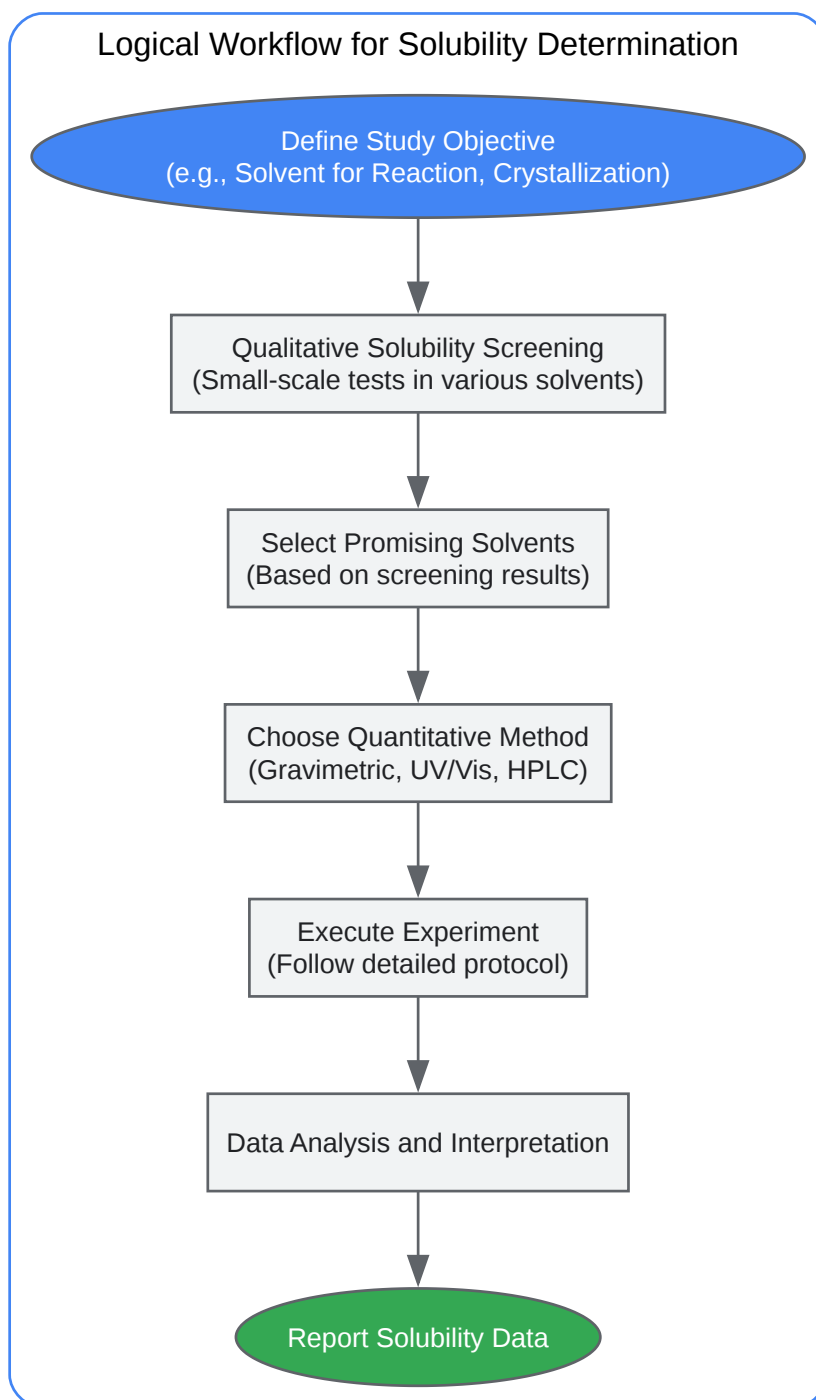 Logical Workflow for Solubility Determination
Define Study Objective
(e.g., Solvent for Reaction, Crystallization)
Qualitative Solubility Screening
(Small-scale tests in various solvents)
Select Promising Solvents
(Based on screening results)
Choose Quantitative Method
(Gravimetric, UV/Vis, HPLC)
Execute Experiment
(Follow detailed protocol)
Data Analysis and Interpretation
Report Solubility Data